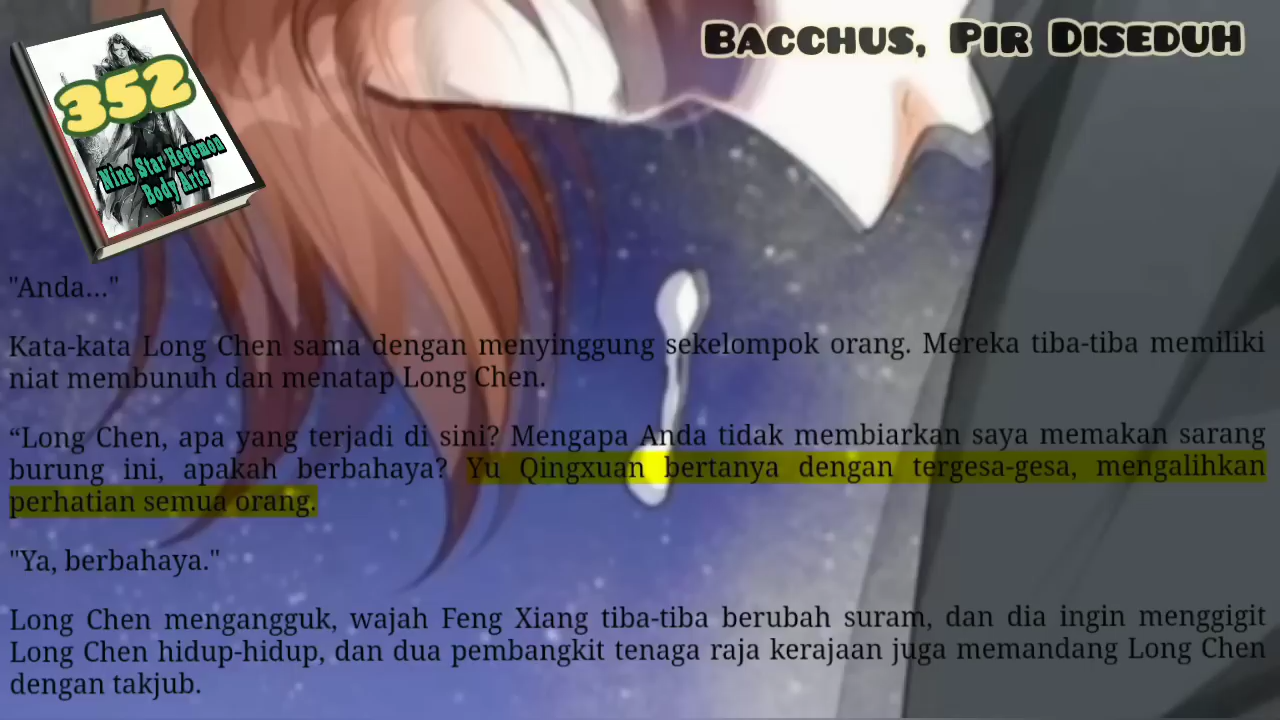 Bacchus, Pir Diseduh
352
Nine Star Hegemon
Body Arts
"Anda..."
Kata-kata Long Chen sama dengan menyinggung sekelompok orang. Mereka tiba-tiba memiliki
niat membunuh dan menatap Long Chen.
“Long Chen, apa yang terjadi di sini? Mengapa Anda tidak membiarkan saya memakan sarang
burung ini, apakah berbahaya? Yu Qingxuan bertanya dengan tergesa-gesa, mengalihkan
perhatian semua orang.
"Ya, berbahaya."
Long Chen mengangguk, wajah Feng Xiang tiba-tiba berubah suram, dan dia ingin menggigit
Long Chen hidup-hidup, dan dua pembangkit tenaga raja kerajaan juga memandang Long Chen
dengan takjub.